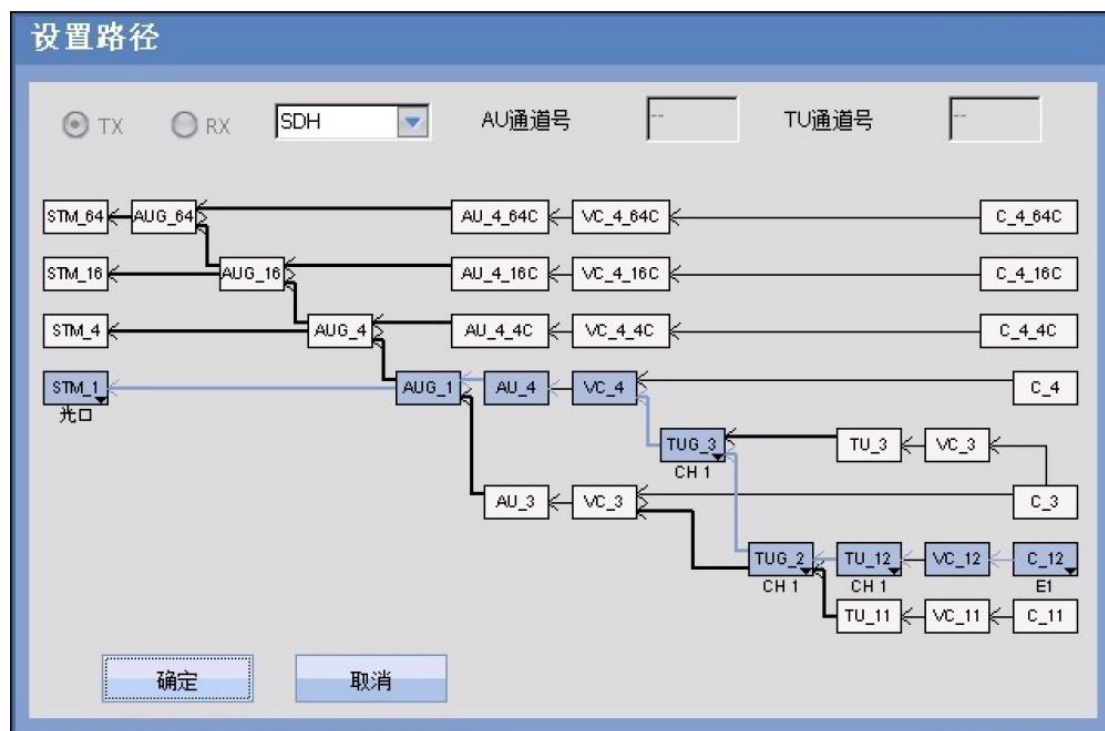 设置路径
TX RX SDH AU通道号 -- TU通道号 --
STM_64 AUG_64 AU_4_64C VC_4_64C C_4_64C
STM_16 AUG_16 AU_4_16C VC_4_16C C_4_16C
STM_4 AUG_4 AU_4_4C VC_4_4C C_4_4C
STM_1 AUG_1 AU_4 VC_4 C_4
光口
TUG_3 TU_3 VC_3
CH 1
AU_3 VC_3 C_3
TUG_2 TU_12 VC_12 C_12
CH 1 CH 1 E1
TU_11 VC_11 C_11
确定 取消